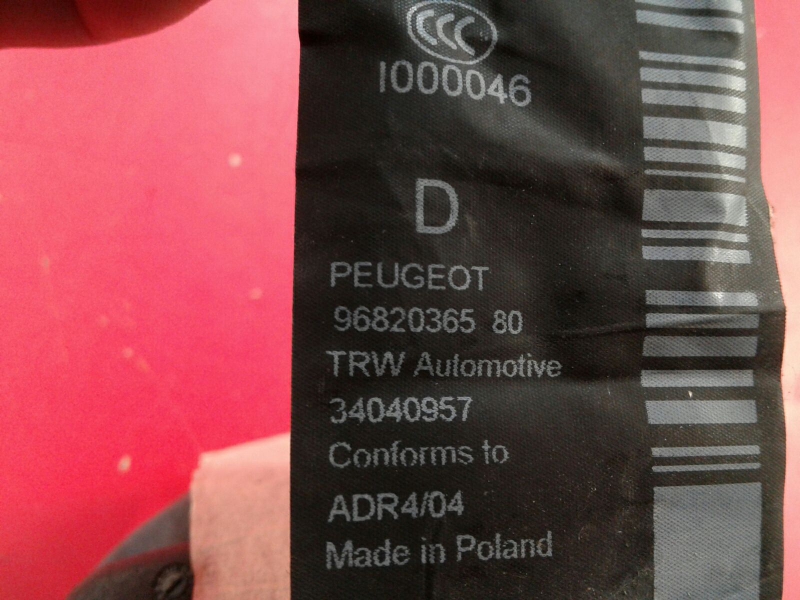 CCC
I000046
D
PEUGEOT
96820365 80
TRW Automotive
34040957
Conforms to
ADR4/04
Made in Poland